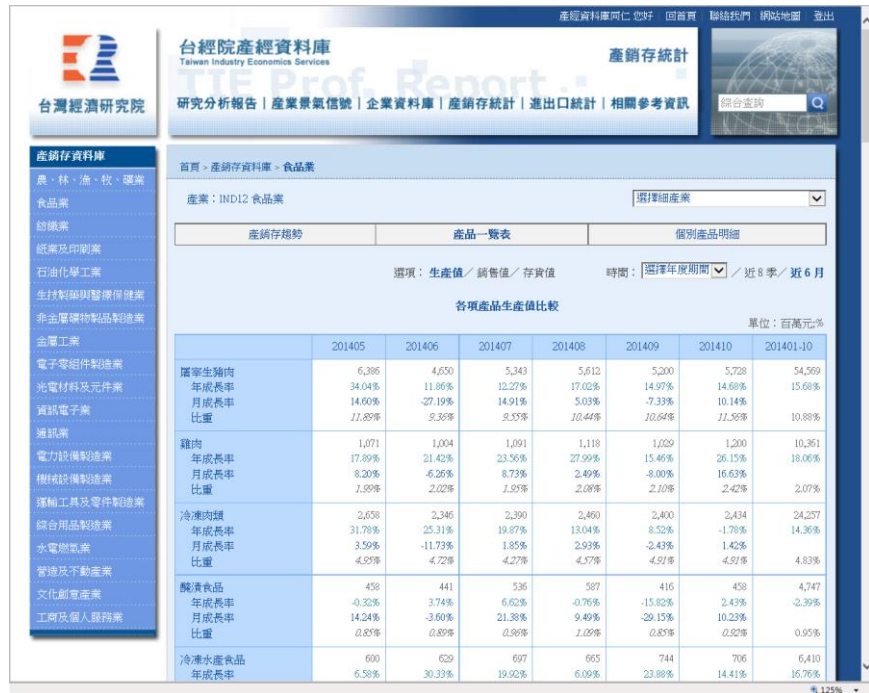 產經資料庫同仁 您好 | 回首頁 | 聯絡我們 | 網站地圖 | 登出
台灣經濟研究院
台經院產經資料庫
Taiwan Industry Economics Services
產銷存統計
TIE Prof. Report
研究分析報告 | 產業景氣信號 | 企業資料庫 | 產銷存統計 | 進出口統計 | 相關參考資訊
綜合查詢
產銷存資料庫
農、林、漁、牧、礦業
食品業
紡織業
紙業及印刷業
石油化學工業
生技製藥與醫療保健業
非金屬礦物製品製造業
金屬工業
電子零組件製造業
光電材料及元件業
資訊電子業
通訊業
電力設備製造業
機械設備製造業
運輸工具及零件製造業
綜合用品製造業
水電燃氣業
營造及不動產業
文化創意產業
工商及個人服務業
首頁 > 產銷存資料庫 > 食品業
產業:IND12 食品業 選擇細產業
產銷存趨勢 產品一覽表 個別產品明細
選項:生產值/銷售值/存貨值 時間:選擇年度期間/近8季/近6月
各項產品生產值比較
單位:百萬元;%
201405 201406 201407 201408 201409 201410 201401-10
屠宰生豬肉 6,386 4,650 5,343 5,612 5,200 5,728 54,569
年成長率 34.04% 11.86% 12.27% 17.02% 14.97% 14.68% 15.68%
月成長率 14.60% -27.19% 14.91% 5.03% -7.33% 10.14%
比重 11.89% 9.36% 9.55% 10.44% 10.64% 11.56% 10.88%
雞肉 1,071 1,004 1,091 1,118 1,029 1,200 10,361
年成長率 17.89% 21.42% 23.56% 27.99% 15.46% 26.15% 18.06%
月成長率 8.20% -6.26% 8.73% 2.49% -8.00% 16.63%
比重 1.99% 2.02% 1.95% 2.08% 2.10% 2.42% 2.07%
冷凍肉類 2,658 2,346 2,390 2,460 2,400 2,434 24,257
年成長率 31.78% 25.31% 19.87% 13.04% 8.52% -1.78% 14.36%
月成長率 3.59% -11.73% 1.85% 2.93% -2.43% 1.42%
比重 4.95% 4.72% 4.27% 4.57% 4.91% 4.91% 4.83%
醃漬食品 458 441 536 587 416 458 4,747
年成長率 -0.32% 3.74% 6.62% -0.76% -15.82% 2.43% -2.39%
月成長率 14.24% -3.60% 21.38% 9.49% -29.15% 10.23%
比重 0.85% 0.89% 0.96% 1.09% 0.85% 0.92% 0.95%
冷凍水產食品 600 629 697 665 744 706 6,410
年成長率 6.58% 30.33% 19.92% 6.09% 23.88% 14.41% 16.76%
125%